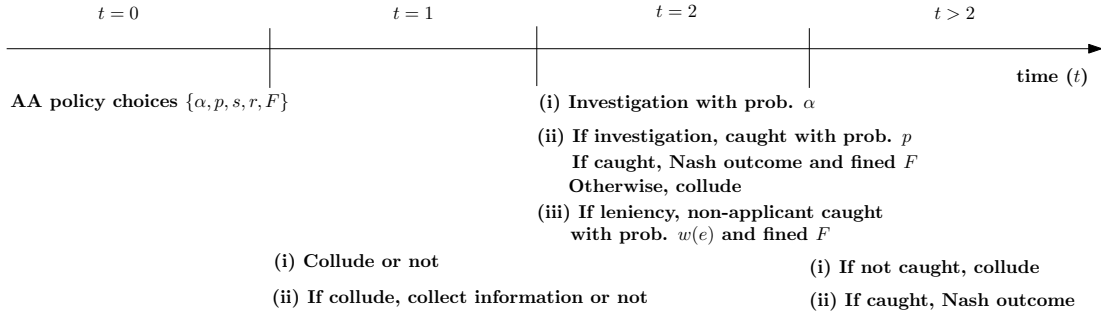 t = 0
t = 1
t = 2
t > 2
time (t)
AA policy choices {α, p, s, r, F}
(i) Collude or not
(ii) If collude, collect information or not
(i) Investigation with prob. α
(ii) If investigation, caught with prob. p
If caught, Nash outcome and fined F
Otherwise, collude
(iii) If leniency, non-applicant caught
with prob. w(e) and fined F
(i) If not caught, collude
(ii) If caught, Nash outcome